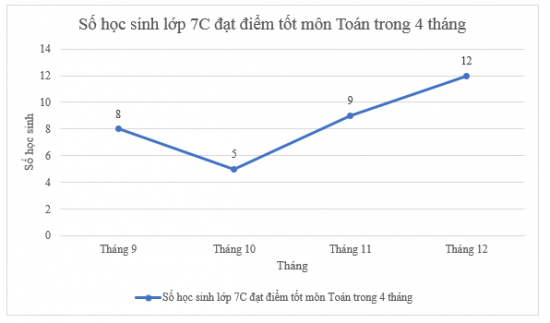 Số học sinh lớp 7C đạt điểm tốt môn Toán trong 4 tháng
14
12
10
8
6
4
2
0
Số học sinh
8
5
9
12
Tháng 9 Tháng 10 Tháng 11 Tháng 12
Tháng
Số học sinh lớp 7C đạt điểm tốt môn Toán trong 4 tháng